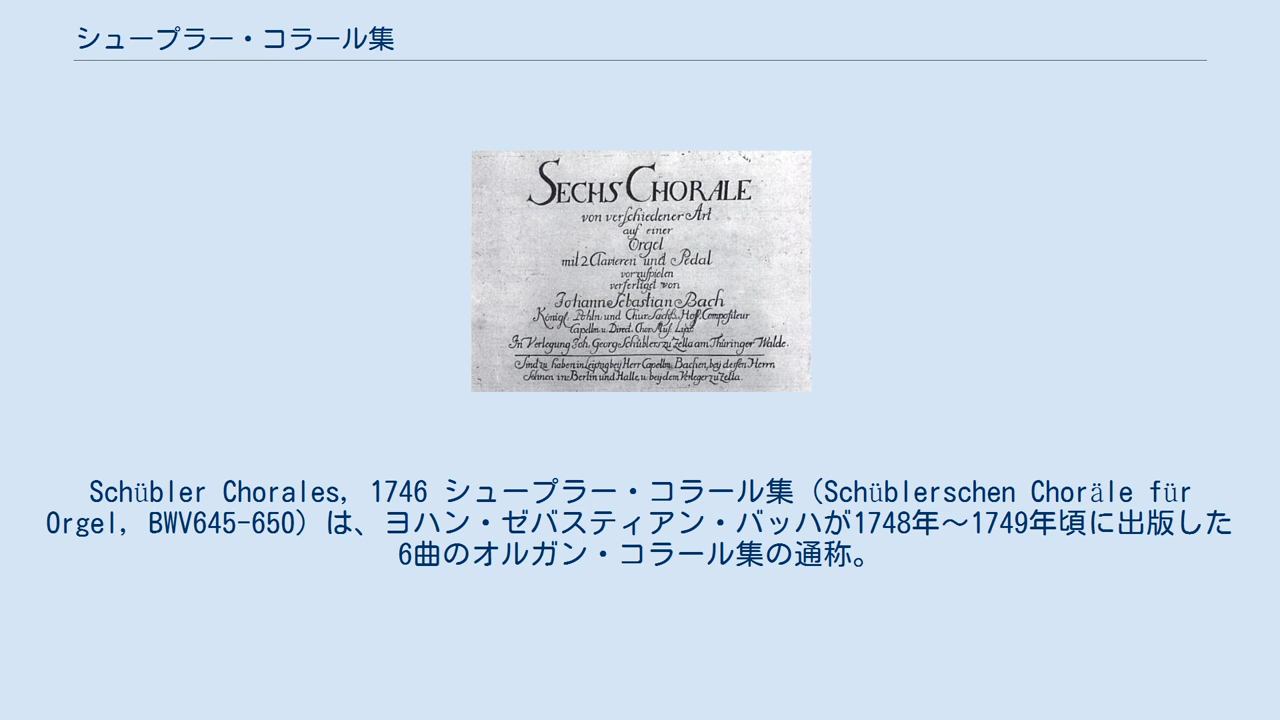 シューブラー・コラール集
SECHS CHORALE
von verschiedener Art
auf einer
Orgel
mit 2 Clavieren und Pedal
vorzuspielen
verfertiget von
Johann Sebastian Bach
Königl. Pohln. und Chur Sächß. Hoff Compositeur
Capellm. u. Direct. Chor. Mus. Lips.
In Verlegung Joh. Georg Schüblers zu Zella am Thüringer Walde.
Sind zu haben in Leipzig bey Herr Capellm. Bachen, bey dessen Herrn
Söhnen in Berlin und Halle, u. bey dem Verleger zu Zella.
Schübler Chorales, 1746 シューブラー・コラール集（Schüblerschen Choräle für
Orgel, BWV645-650）は、ヨハン・ゼバスティアン・バッハが1748年～1749年頃に出版した
6曲のオルガン・コラール集の通称。